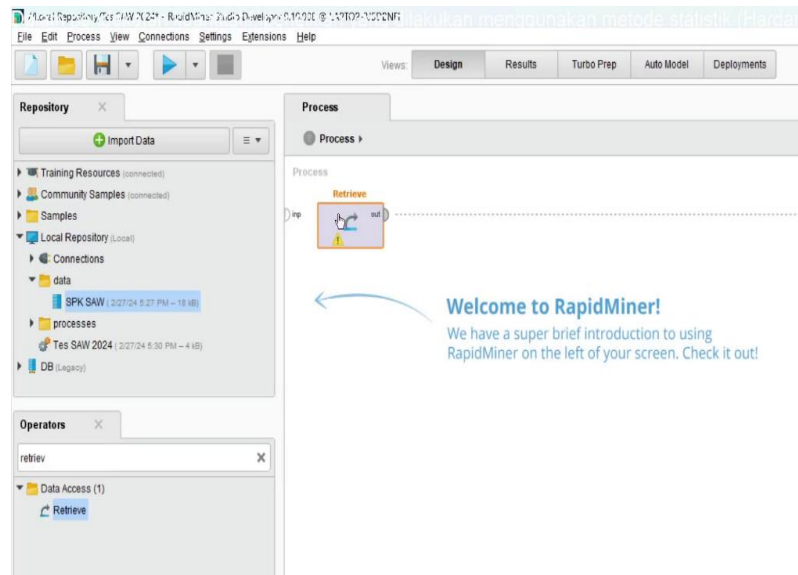 dilakukan menggunakan metode statistik
File Edit Process View Connections Settings Extensions Help
Views: Design Results Turbo Prep Auto Model Deployments
Repository
Import Data
Training Resources (connected)
Community Samples (connected)
Samples
Local Repository (Local)
Connections
data
SPK SAW ( 2/27/24 5:27 PM – 18 kB)
processes
Tes SAW 2024 ( 2/27/24 5:30 PM – 4 kB)
DB (Legacy)
Operators
retriev
Data Access (1)
Retrieve
Process
Process
Process
Retrieve
inp out
Welcome to RapidMiner!
We have a super brief introduction to using
RapidMiner on the left of your screen. Check it out!